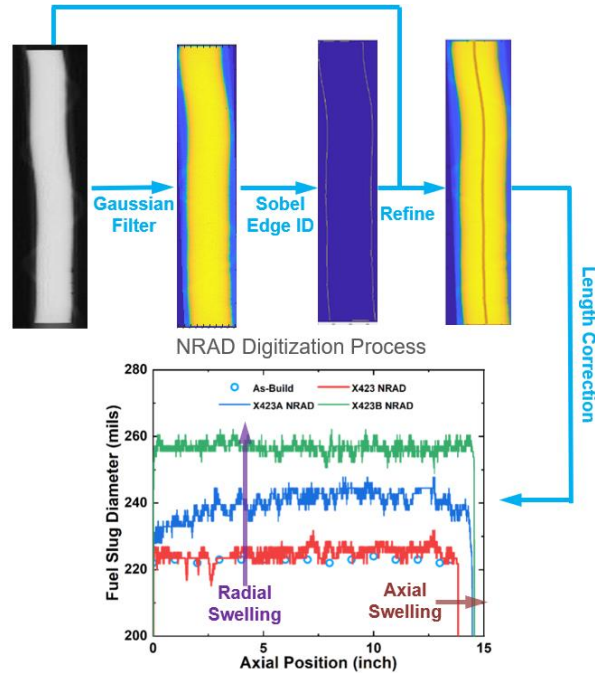 Gaussian
Filter
Sobel
Edge ID
Refine
Length Correction
NRAD Digitization Process
280
260
240
220
200
Fuel Slug Diameter (mils)
As-Build
X423 NRAD
X423A NRAD
X423B NRAD
Radial
Swelling
Axial
Swelling
0
5
10
15
Axial Position (inch)